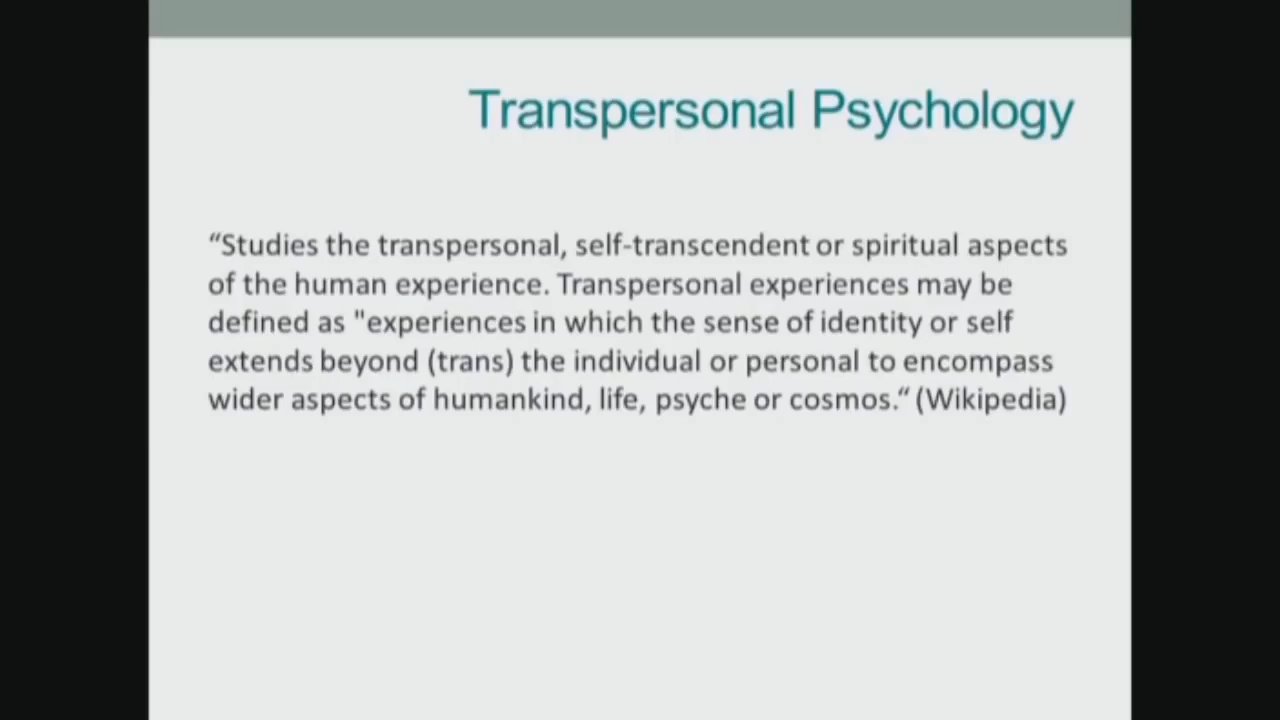 Transpersonal Psychology
“Studies the transpersonal, self-transcendent or spiritual aspects
of the human experience. Transpersonal experiences may be
defined as "experiences in which the sense of identity or self
extends beyond (trans) the individual or personal to encompass
wider aspects of humankind, life, psyche or cosmos.“ (Wikipedia)